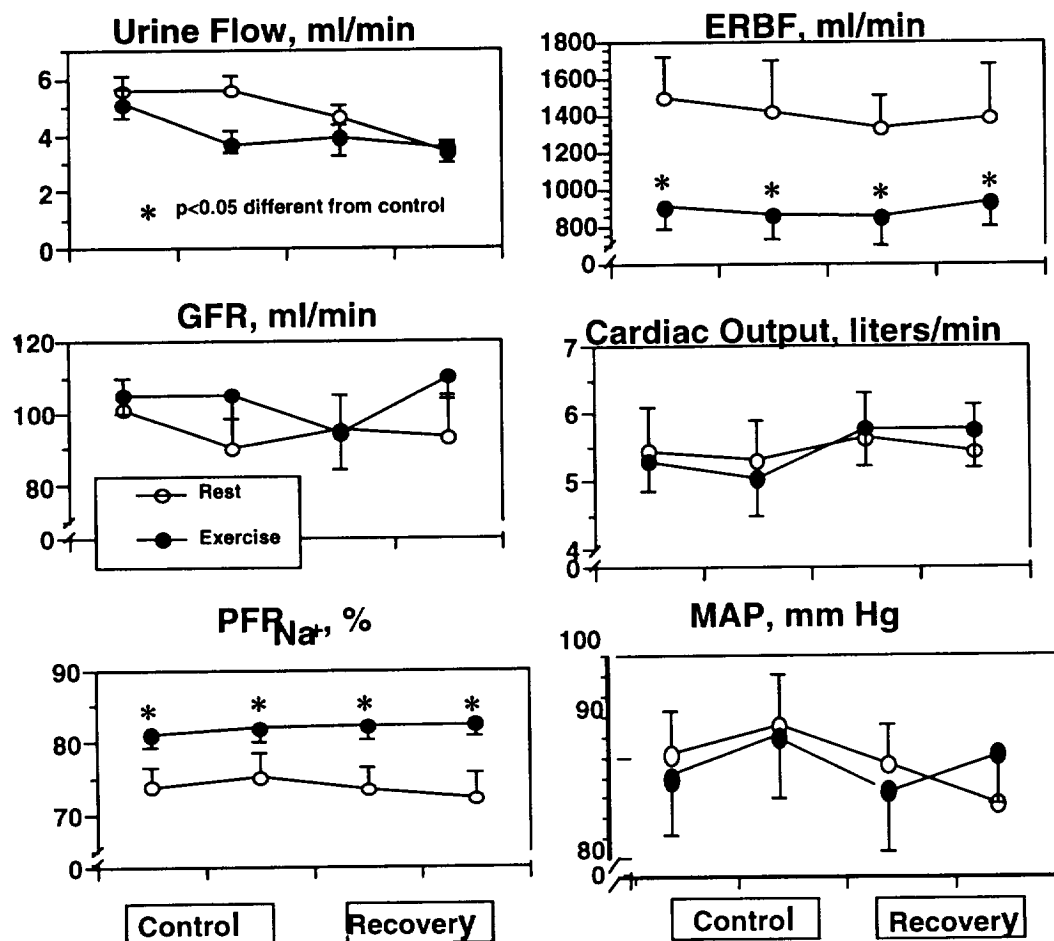 Urine Flow, ml/min
6
4
2
0
* p<0.05 different from control
ERBF, ml/min
1800
1600
1400
1200
1000
800
0
* * * *
GFR, ml/min
120
100
80
0
Rest
Exercise
Cardiac Output, liters/min
7
6
5
4
0
PFRNa+, %
90
80
70
0
* * * *
Control
Recovery
MAP, mm Hg
100
90
80
0
Control
Recovery